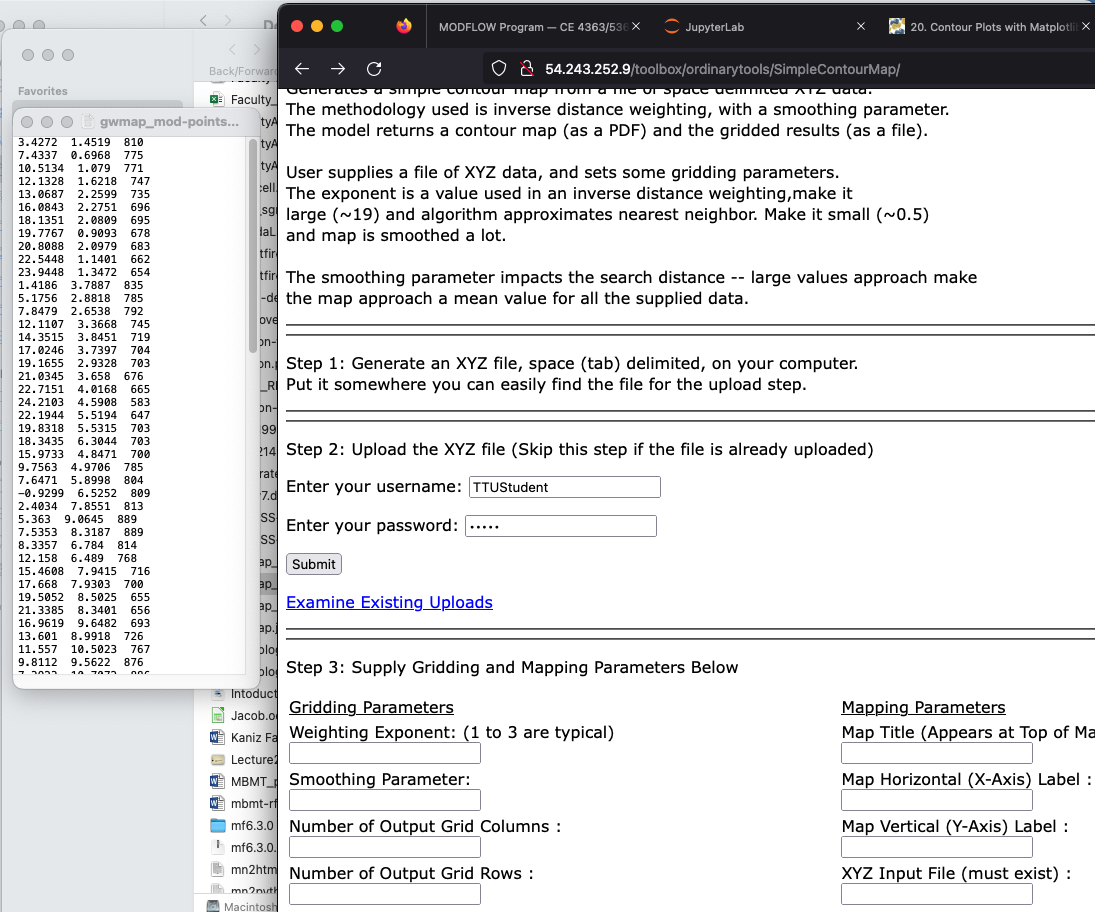 De
Back/Forward
Favorites
Faculty_
gwmap_mod-points...
3.4272 1.4519 810
7.4337 0.6968 775
10.5134 1.079 771
12.1328 1.6218 747
13.0687 2.2599 735
16.0843 2.2751 696
18.1351 2.0809 695
19.7767 0.9093 678
20.8088 2.0979 683
22.5448 1.1401 662
23.9448 1.3472 654
1.4186 3.7887 835
5.1756 2.8818 785
7.8479 2.6538 792
12.1107 3.3668 745
14.3515 3.8451 719
17.0246 3.7397 704
19.1655 2.9328 703
21.0345 3.658 676
22.7151 4.0168 665
24.2103 4.5908 583
22.1944 5.5194 647
19.8318 5.5315 703
18.3435 6.3044 703
15.9733 4.8471 700
9.7563 4.9706 785
7.6471 5.8998 804
-0.9299 6.5252 809
2.4034 7.8551 813
5.363 9.0645 889
7.5353 8.3187 889
8.3357 6.784 814
12.158 6.489 768
15.4608 7.9415 716
17.668 7.9303 700
19.5052 8.5025 655
21.3385 8.3401 656
16.9619 9.6482 693
13.601 8.9918 726
11.557 10.5023 767
9.8112 9.5622 876
Intoduct
Jacob.oc
Kaniz Fa
Lecture2
MBMT_p
mbmt-rf
mf6.3.0
mf6.3.0.
mn2htm
mn2pyth
Macintosh
MODFLOW Program — CE 4363/536
JupyterLab
20. Contour Plots with Matplotli
54.243.252.9/toolbox/ordinarytools/SimpleContourMap/
Generates a simple contour map from a file of space delimited XYZ data.
The methodology used is inverse distance weighting, with a smoothing parameter.
The model returns a contour map (as a PDF) and the gridded results (as a file).
User supplies a file of XYZ data, and sets some gridding parameters.
The exponent is a value used in an inverse distance weighting,make it
large (~19) and algorithm approximates nearest neighbor. Make it small (~0.5)
and map is smoothed a lot.
The smoothing parameter impacts the search distance -- large values approach make
the map approach a mean value for all the supplied data.
Step 1: Generate an XYZ file, space (tab) delimited, on your computer.
Put it somewhere you can easily find the file for the upload step.
Step 2: Upload the XYZ file (Skip this step if the file is already uploaded)
Enter your username: TTUStudent
Enter your password: •••••
Submit
Examine Existing Uploads
Step 3: Supply Gridding and Mapping Parameters Below
Gridding Parameters
Weighting Exponent: (1 to 3 are typical)
Smoothing Parameter:
Number of Output Grid Columns :
Number of Output Grid Rows :
Mapping Parameters
Map Title (Appears at Top of Ma
Map Horizontal (X-Axis) Label :
Map Vertical (Y-Axis) Label :
XYZ Input File (must exist) :